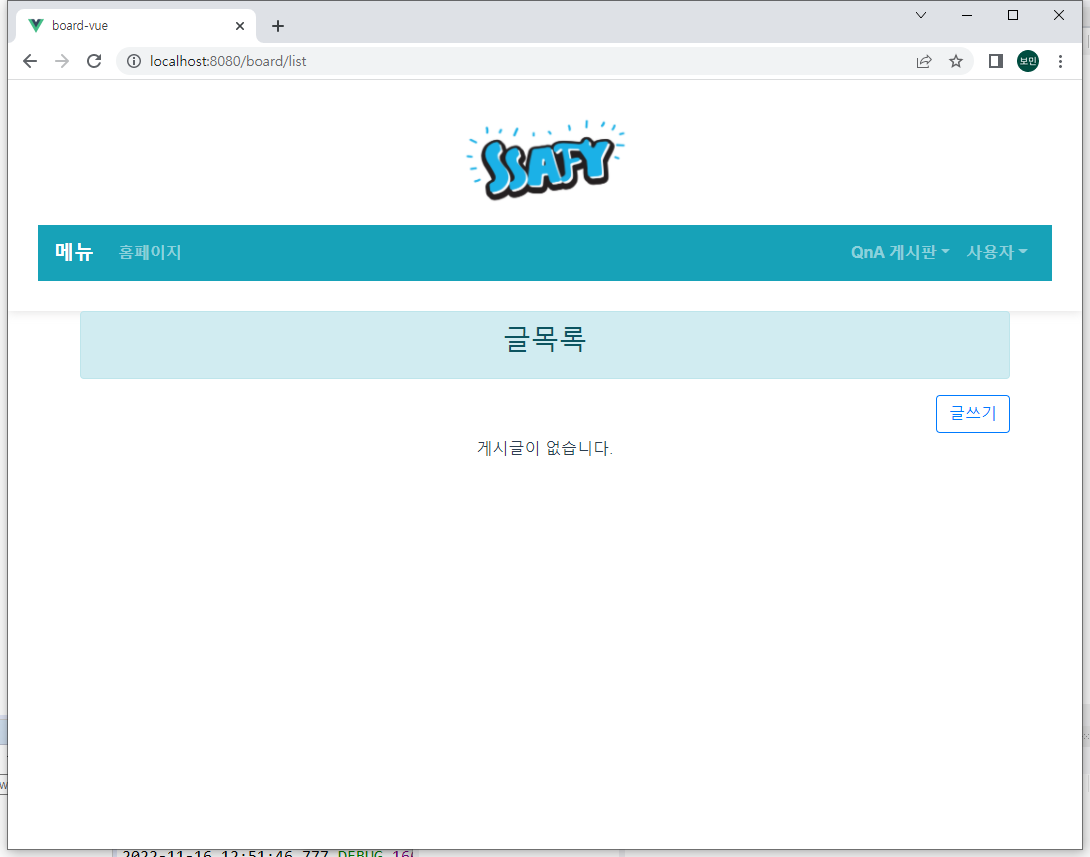 board-vue
localhost:8080/board/list
보민
SSAFY
메뉴 홈페이지 QnA 게시판 사용자
글목록
글쓰기
게시글이 없습니다.
2022-11-16 12:51:46.777 DEBUG 16